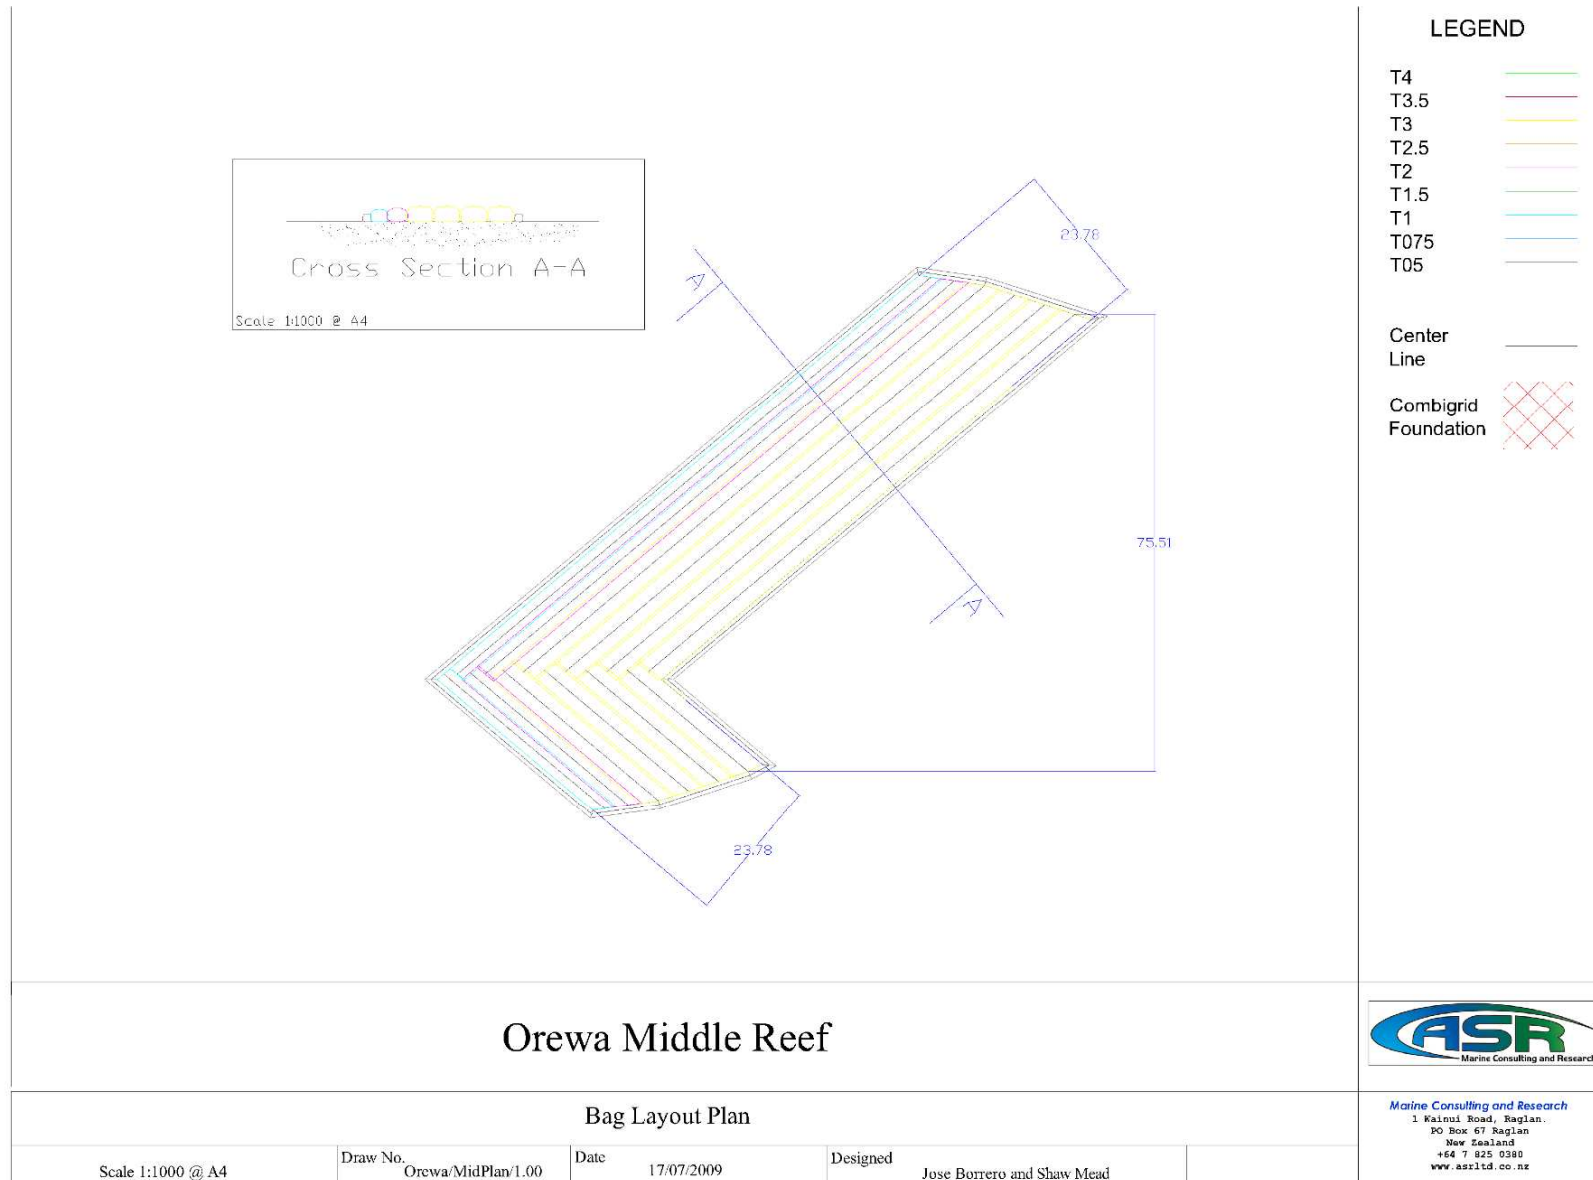 LEGEND
T4
T3.5
T3
T2.5
T2
T1.5
T1
T075
T05
Center
Line
Combigrid
Foundation
Cross Section A-A
Scale 1:1000 @ A4
A
A
23.78
75.51
23.78
Orewa Middle Reef
ASR
Marine Consulting and Research
Bag Layout Plan
Scale 1:1000 @ A4
Draw No.
Orewa/MidPlan/1.00
Date
17/07/2009
Designed
Jose Borrero and Shaw Mead
Marine Consulting and Research
1 Wainui Road, Raglan.
PO Box 67 Raglan
New Zealand
+64 7 825 0380
www.asrltd.co.nz